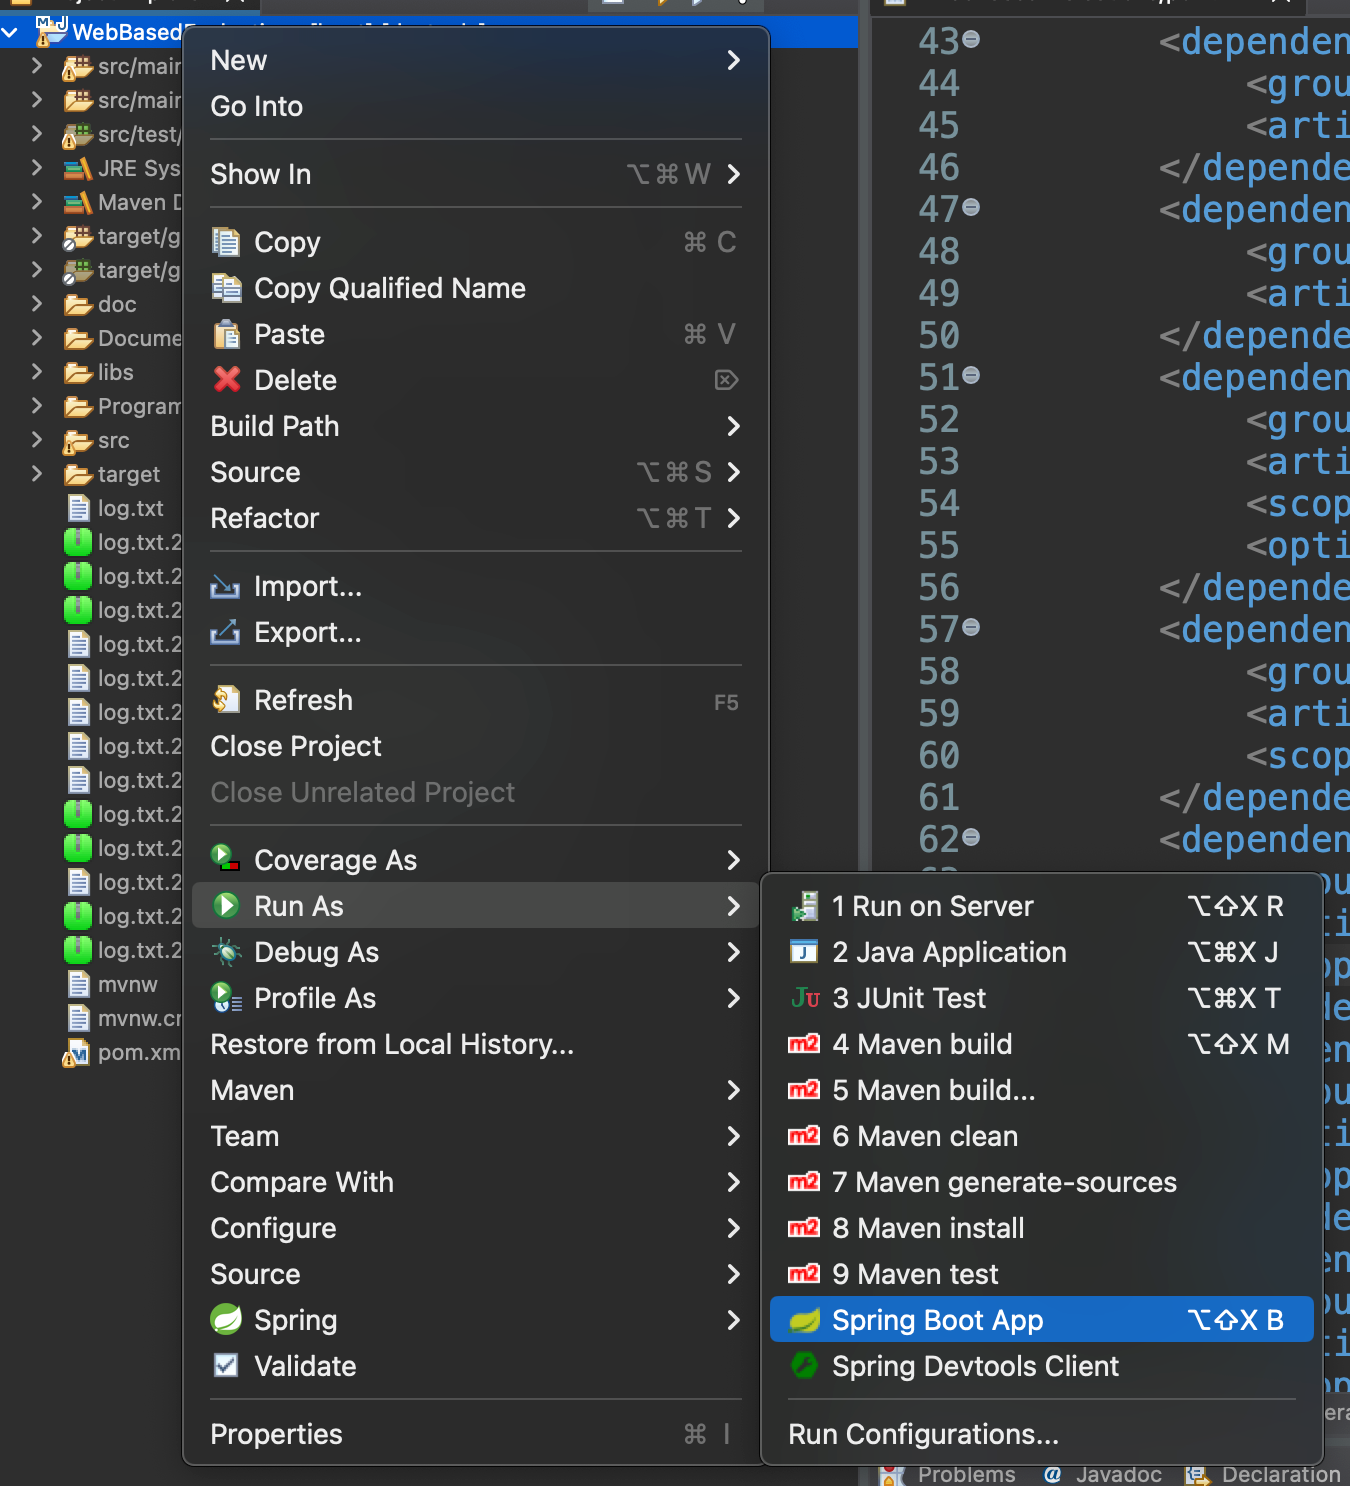 WebBased
src/mair
src/mair
src/test/
JRE Sys
Maven D
target/g
target/g
doc
Docume
libs
Program
src
target
log.txt
log.txt.2
log.txt.2
log.txt.2
log.txt.2
log.txt.2
log.txt.2
log.txt.2
log.txt.2
log.txt.2
log.txt.2
log.txt.2
log.txt.2
log.txt.2
mvnw
mvnw.cr
pom.xm
New
Go Into
Show In ⌥⌘W
Copy ⌘ C
Copy Qualified Name
Paste ⌘ V
Delete ⌦
Build Path
Source ⌥⌘S
Refactor ⌥⌘T
Import...
Export...
Refresh F5
Close Project
Close Unrelated Project
Coverage As
Run As
Debug As
Profile As
Restore from Local History...
Maven
Team
Compare With
Configure
Source
Spring
Validate
Properties ⌘ I
1 Run on Server ⌥⇧X R
2 Java Application ⌥⌘X J
3 JUnit Test ⌥⌘X T
4 Maven build ⌥⇧X M
5 Maven build...
6 Maven clean
7 Maven generate-sources
8 Maven install
9 Maven test
Spring Boot App ⌥⇧X B
Spring Devtools Client
Run Configurations...
43 <dependen
44 <grou
45 <arti
46 </depende
47 <dependen
48 <grou
49 <arti
50 </depende
51 <dependen
52 <grou
53 <arti
54 <scop
55 <opti
56 </depende
57 <dependen
58 <grou
59 <arti
60 <scop
61 </depende
62 <dependen
Problems @ Javadoc Declaration